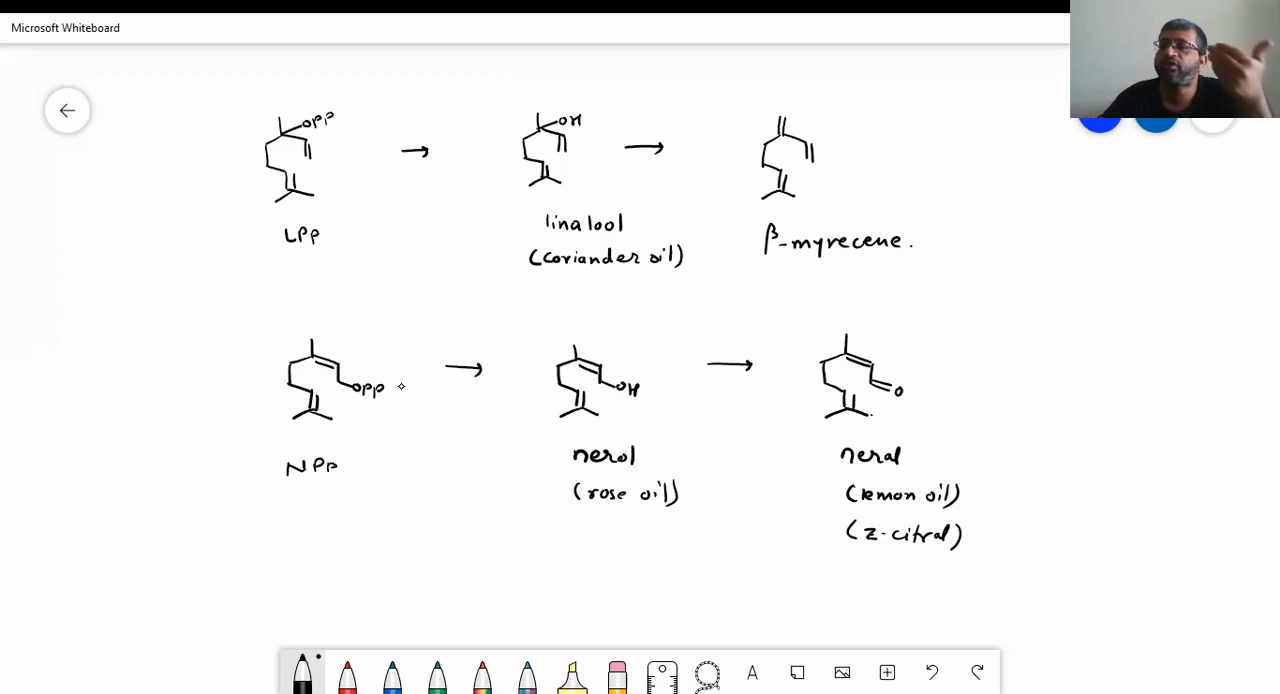 Microsoft Whiteboard
OPP
OH
LPP
linalool
(coriander oil)
β-myrecene.
OPP
OH
O
NPP
nerol
(rose oil)
neral
(lemon oil)
(z-citral)
A